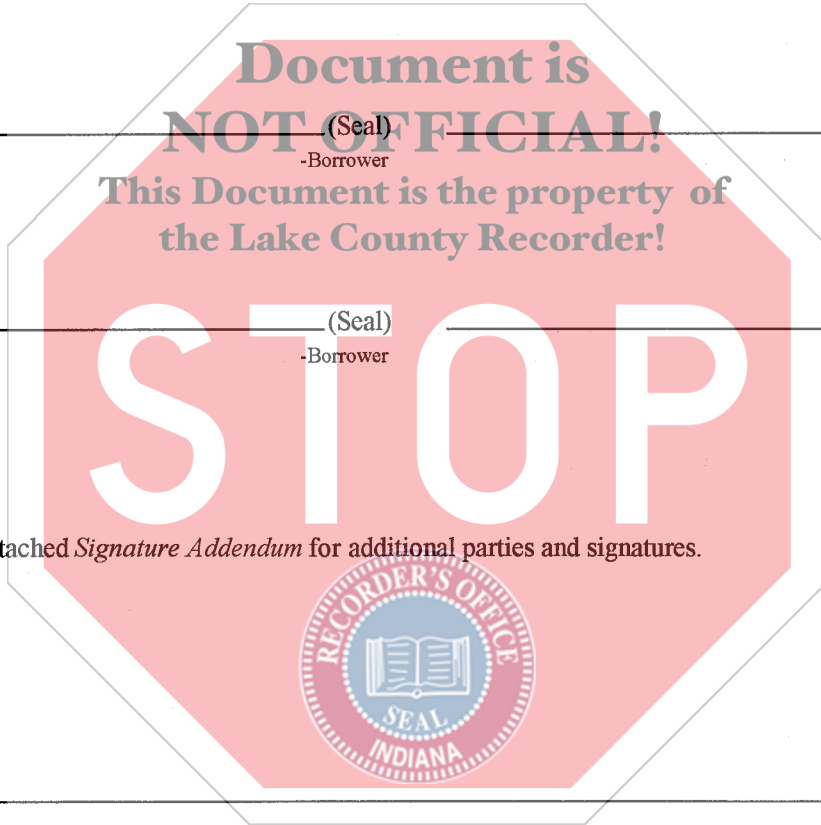 Document is
NOT OFFICIAL!
(Seal)
-Borrower
This Document is the property of
the Lake County Recorder!
(Seal)
-Borrower
STOP
tached Signature Addendum for additional parties and signatures.
RECORDER'S OFFICE
SEAL
INDIANA